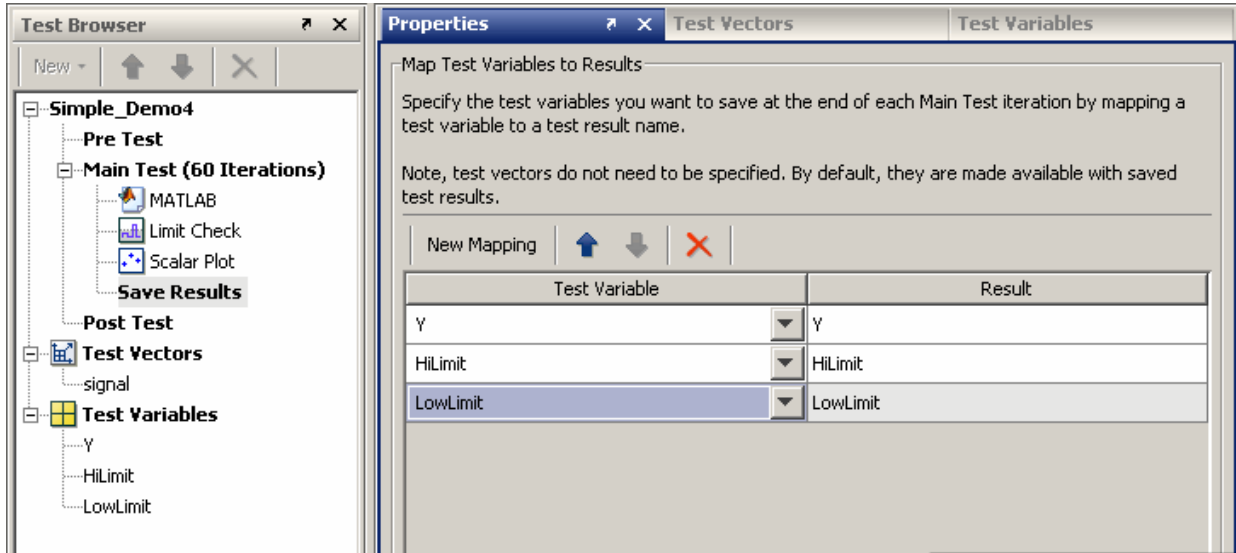 Test Browser
New
Simple_Demo4
Pre Test
Main Test (60 Iterations)
MATLAB
Limit Check
Scalar Plot
Save Results
Post Test
Test Vectors
signal
Test Variables
Y
HiLimit
LowLimit
Properties
Test Vectors
Test Variables
Map Test Variables to Results
Specify the test variables you want to save at the end of each Main Test iteration by mapping a
test variable to a test result name.
Note, test vectors do not need to be specified. By default, they are made available with saved
test results.
New Mapping
Test Variable Result
Y Y
HiLimit HiLimit
LowLimit LowLimit